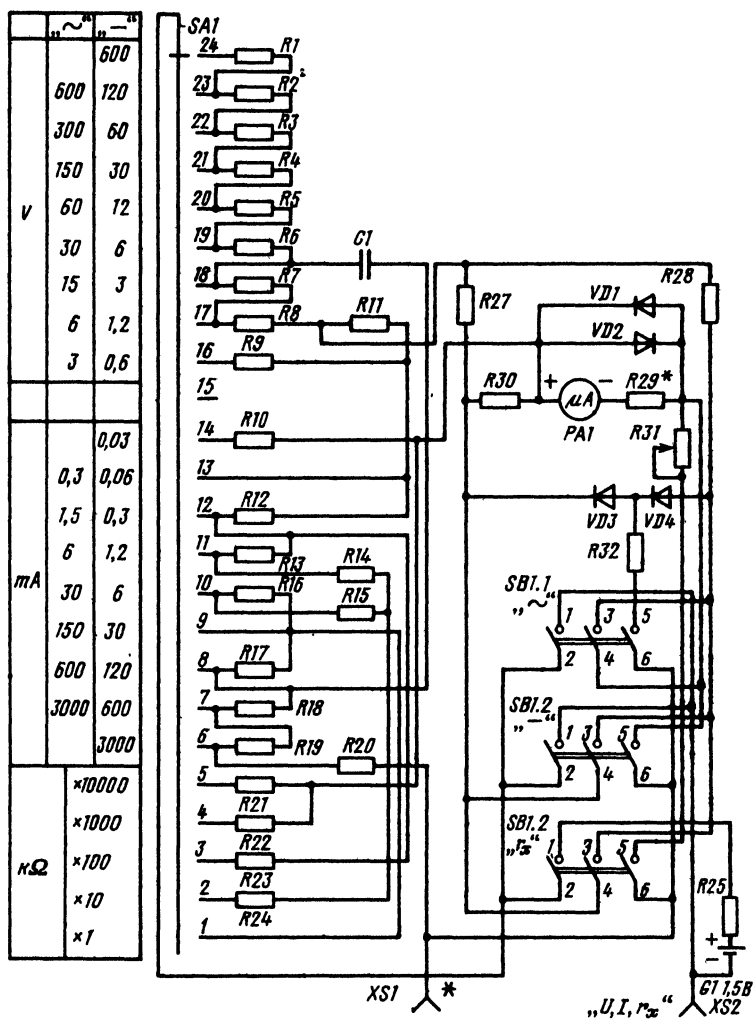 „~“ „—“
600
600 120
300 60
150 30
60 12
30 6
15 3
6 1,2
3 0,6
V
0,03
0,3 0,06
1,5 0,3
6 1,2
30 6
150 30
600 120
3000 600
3000
mA
×10000
×1000
×100
×10
×1
кΩ
SA1
24 R1
23 R2
22 R3
21 R4
20 R5
19 R6
18 R7
17 R8
16 R9
15
14 R10
13
12 R12
11 R13
10 R16
9
8 R17
7 R18
6 R19
5 R21
4 R22
3 R23
2 R24
1
C1
R11
R14
R15
R20
R27
R28
VD1
VD2
R30
+ −
μA
PA1
R29*
R31
VD3
VD4
R32
SB1.1
„~“
1 3 5
2 4 6
SB1.2
„—“
1 3 5
2 4 6
SB1.2
„rx“
1 3 5
2 4 6
R25
+
−
G1 1,5В
XS1
*
„U, I, rx“
XS2